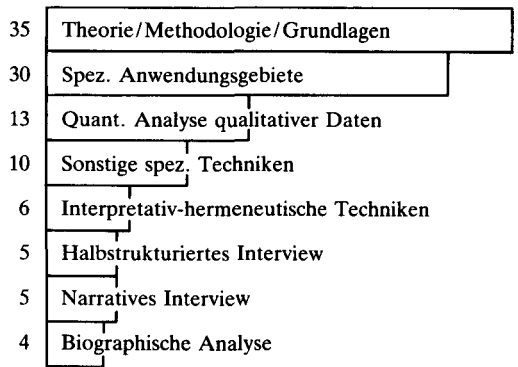 35 Theorie/Methodologie/Grundlagen
30 Spez. Anwendungsgebiete
13 Quant. Analyse qualitativer Daten
10 Sonstige spez. Techniken
6 Interpretativ-hermeneutische Techniken
5 Halbstrukturiertes Interview
5 Narratives Interview
4 Biographische Analyse